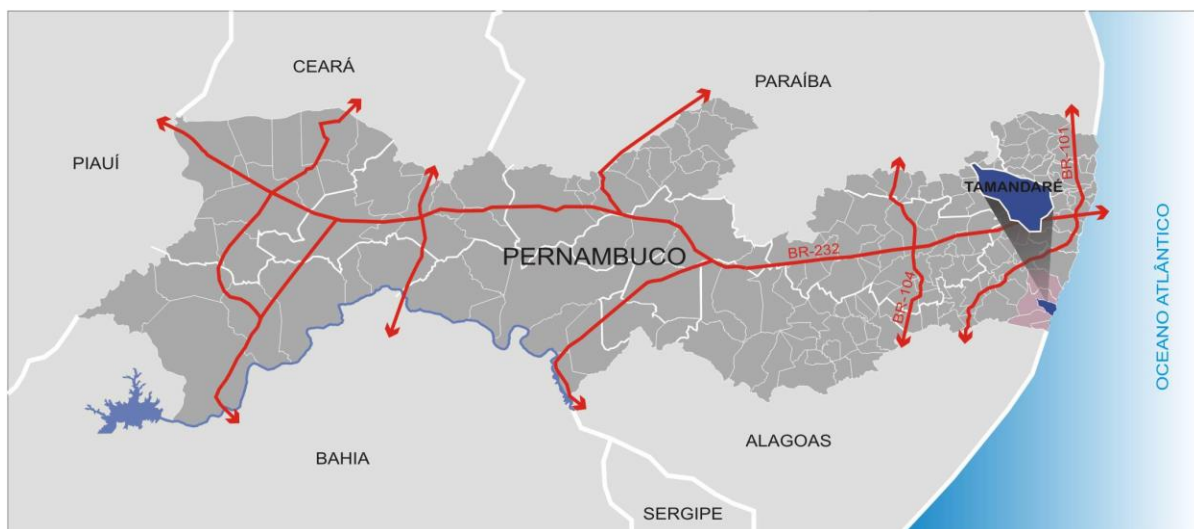 CEARÁ
PARAÍBA
PIAUÍ
BR-101
TAMANDARÉ
PERNAMBUCO
BR-232
BR-104
OCEANO ATLÂNTICO
ALAGOAS
BAHIA
SERGIPE